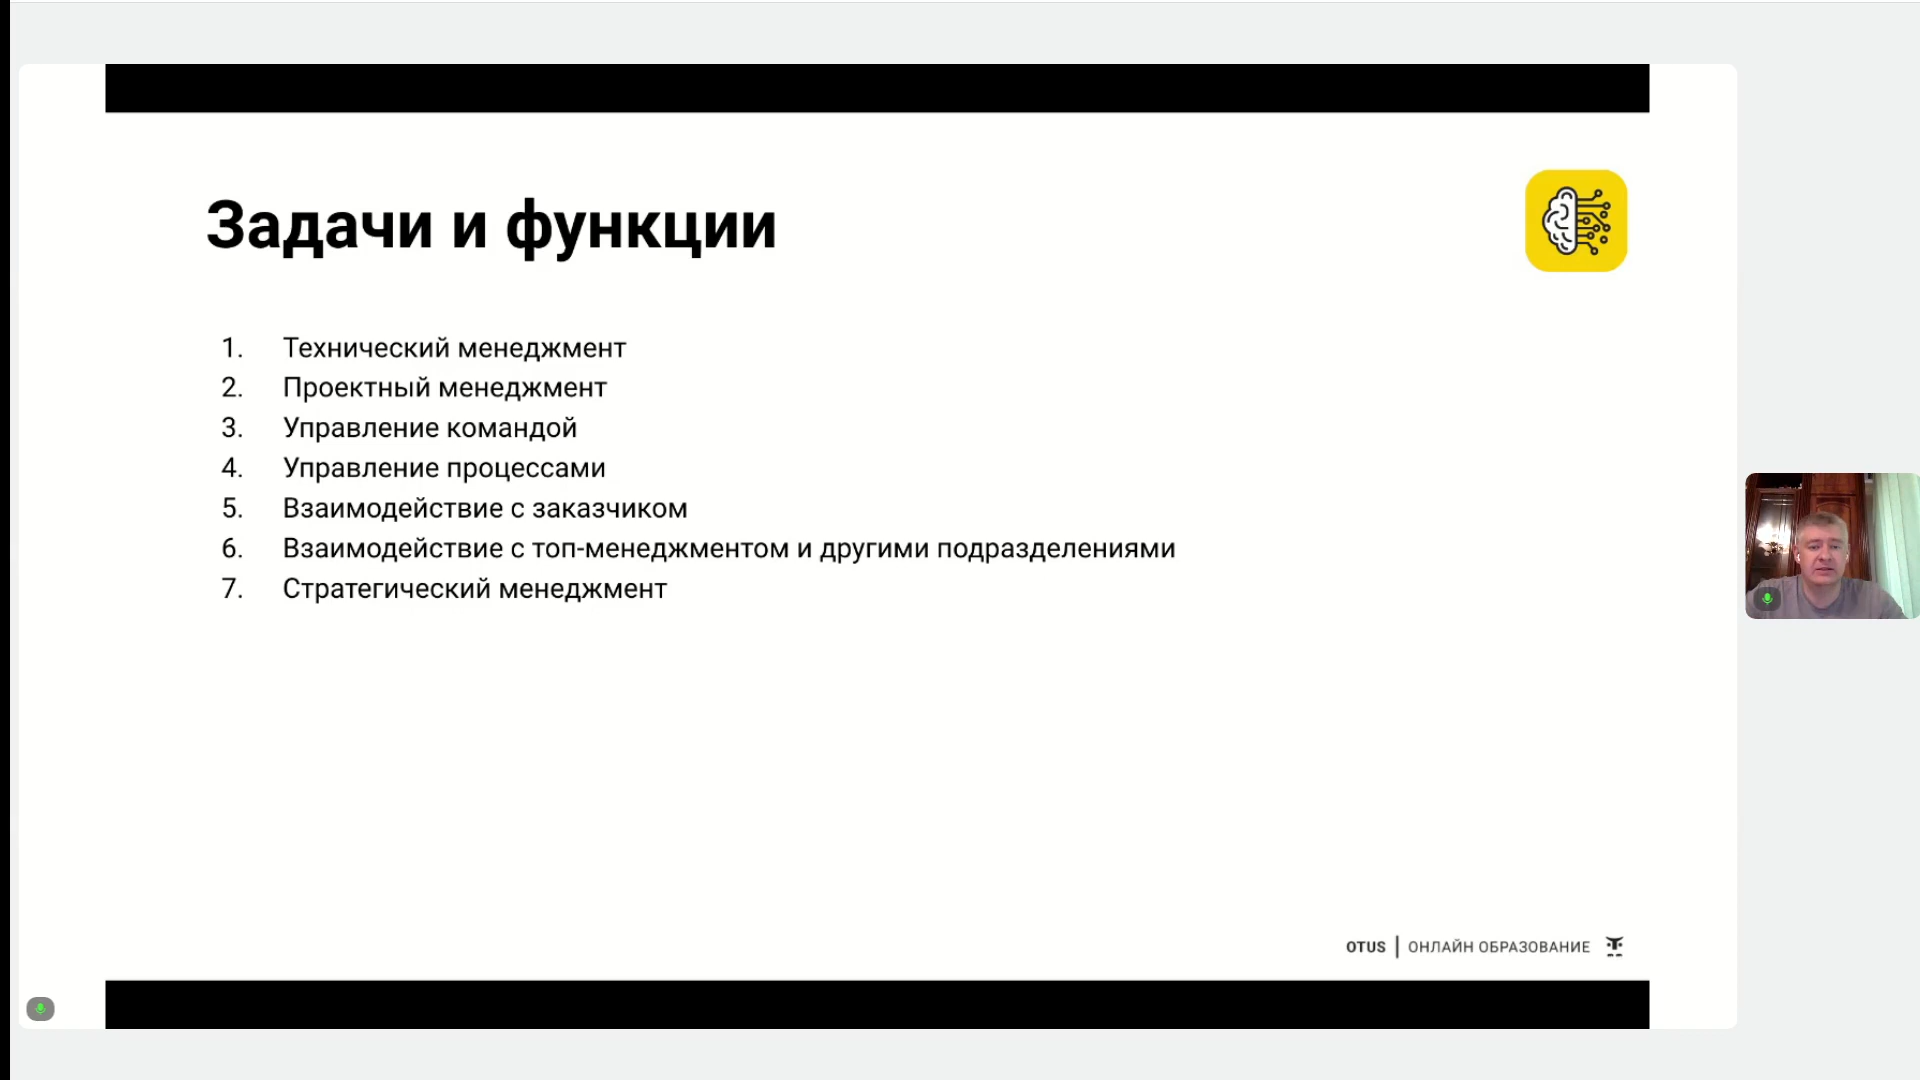 Задачи и функции
1. Технический менеджмент
2. Проектный менеджмент
3. Управление командой
4. Управление процессами
5. Взаимодействие с заказчиком
6. Взаимодействие с топ-менеджментом и другими подразделениями
7. Стратегический менеджмент
OTUS | ОНЛАЙН ОБРАЗОВАНИЕ